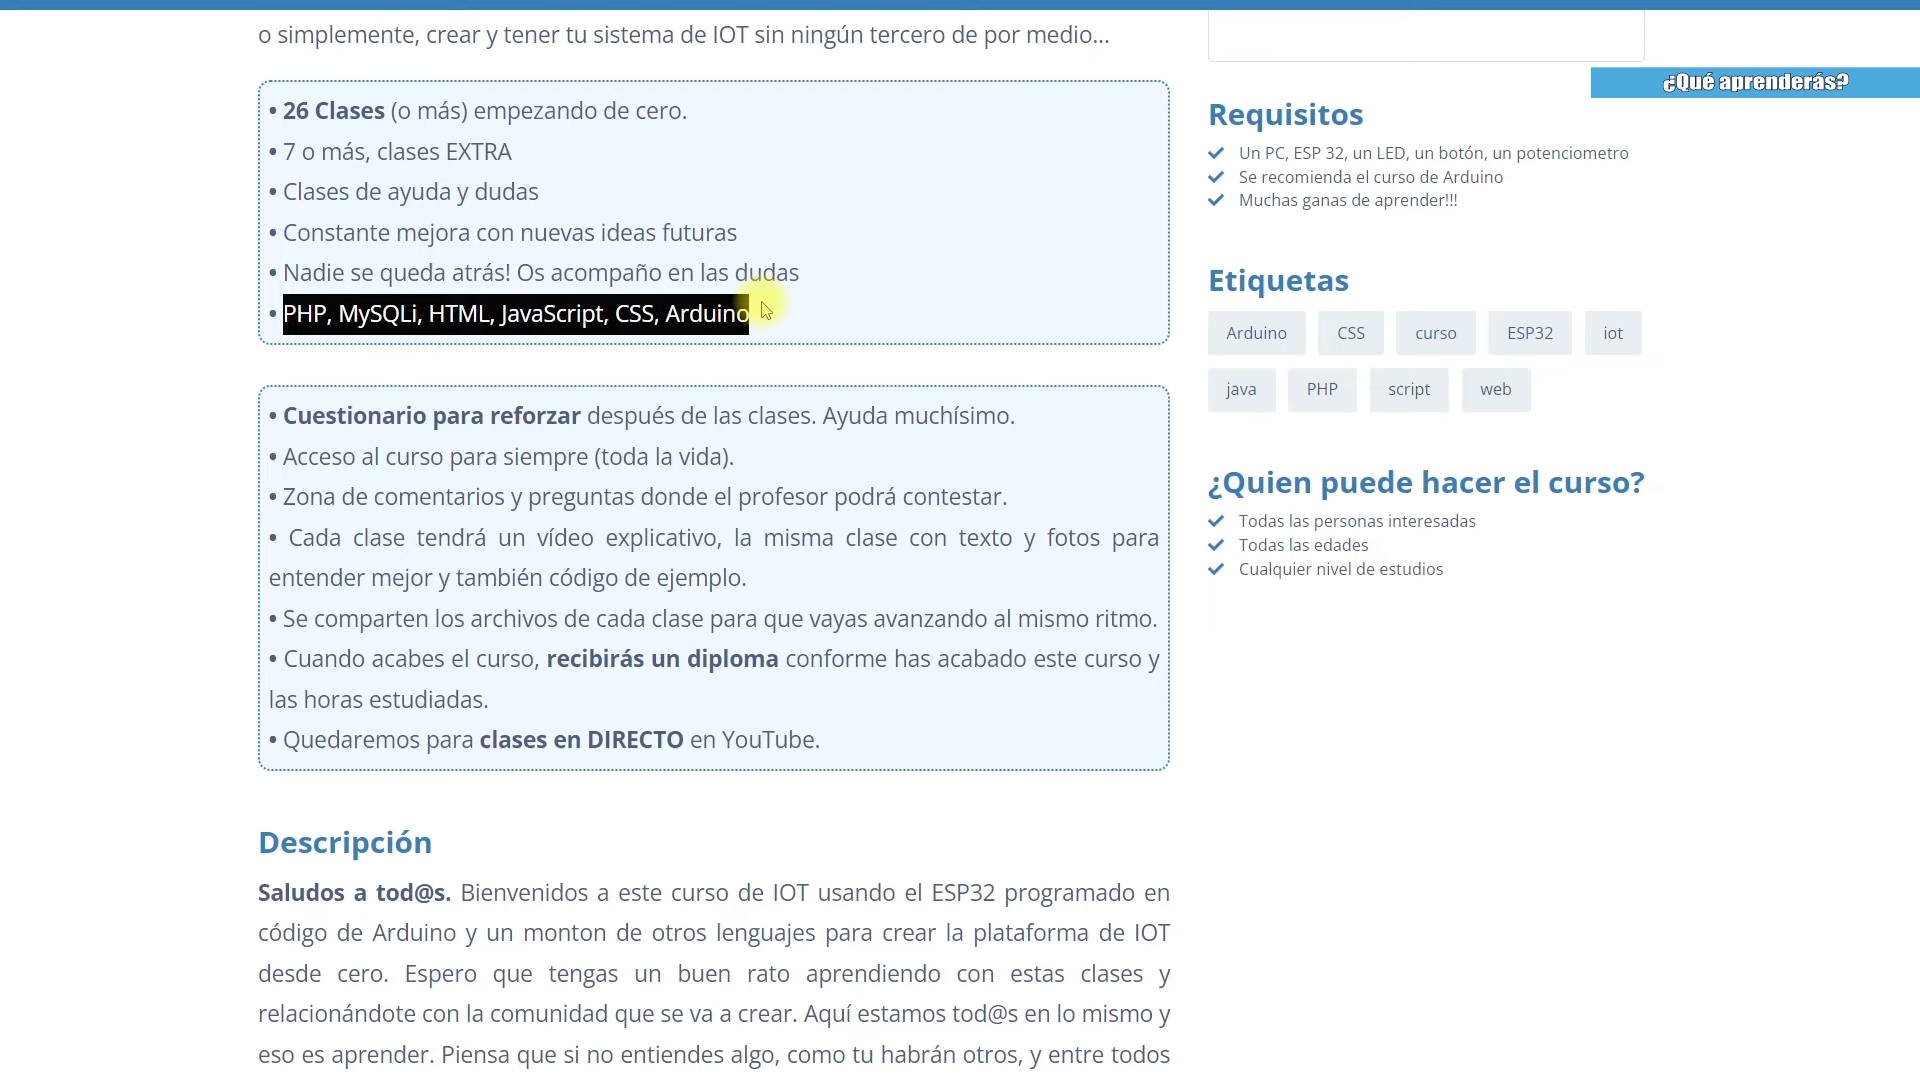 o simplemente, crear y tener tu sistema de IOT sin ningún tercero de por medio...
• 26 Clases (o más) empezando de cero.
• 7 o más, clases EXTRA
• Clases de ayuda y dudas
• Constante mejora con nuevas ideas futuras
• Nadie se queda atrás! Os acompaño en las dudas
• PHP, MySQLi, HTML, JavaScript, CSS, Arduino
• Cuestionario para reforzar después de las clases. Ayuda muchísimo.
• Acceso al curso para siempre (toda la vida).
• Zona de comentarios y preguntas donde el profesor podrá contestar.
• Cada clase tendrá un vídeo explicativo, la misma clase con texto y fotos para
entender mejor y también código de ejemplo.
• Se comparten los archivos de cada clase para que vayas avanzando al mismo ritmo.
• Cuando acabes el curso, recibirás un diploma conforme has acabado este curso y
las horas estudiadas.
• Quedaremos para clases en DIRECTO en YouTube.
Descripción
Saludos a tod@s. Bienvenidos a este curso de IOT usando el ESP32 programado en
código de Arduino y un monton de otros lenguajes para crear la plataforma de IOT
desde cero. Espero que tengas un buen rato aprendiendo con estas clases y
relacionándote con la comunidad que se va a crear. Aquí estamos tod@s en lo mismo y
eso es aprender. Piensa que si no entiendes algo, como tu habrán otros, y entre todos
¿Qué aprenderás?
Requisitos
Un PC, ESP 32, un LED, un botón, un potenciometro
Se recomienda el curso de Arduino
Muchas ganas de aprender!!!
Etiquetas
Arduino CSS curso ESP32 iot
java PHP script web
¿Quien puede hacer el curso?
Todas las personas interesadas
Todas las edades
Cualquier nivel de estudios